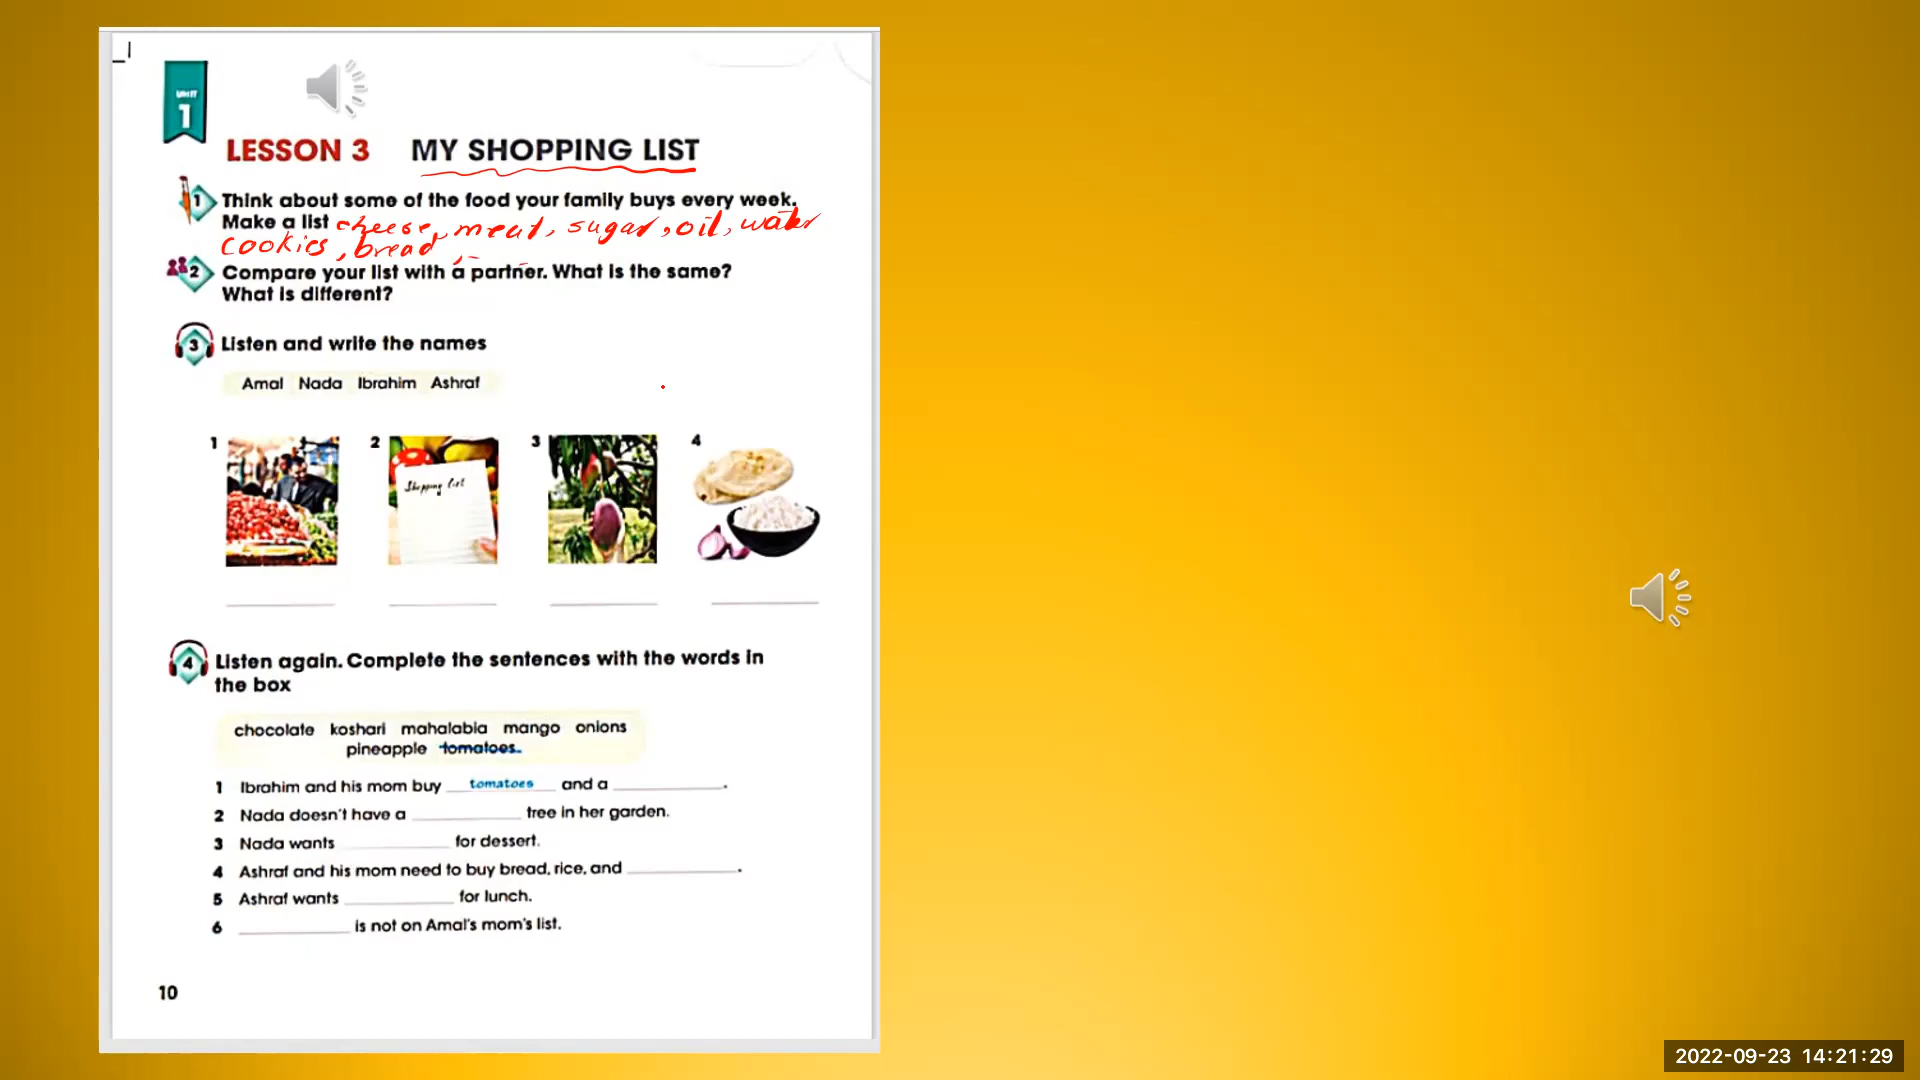 UNIT
1
LESSON 3 MY SHOPPING LIST
1 Think about some of the food your family buys every week.
Make a list cheese, meat, sugar, oil, water
cookies, bread,
2 Compare your list with a partner. What is the same?
What is different?
3 Listen and write the names
Amal Nada Ibrahim Ashraf
1 2 3 4
Shopping list
4 Listen again. Complete the sentences with the words in
the box
chocolate koshari mahalabia mango onions
pineapple tomatoes
1 Ibrahim and his mom buy tomatoes and a ____.
2 Nada doesn't have a ____ tree in her garden.
3 Nada wants ____ for dessert.
4 Ashraf and his mom need to buy bread, rice, and ____.
5 Ashraf wants ____ for lunch.
6 ____ is not on Amal's mom's list.
10
2022-09-23 14:21:29